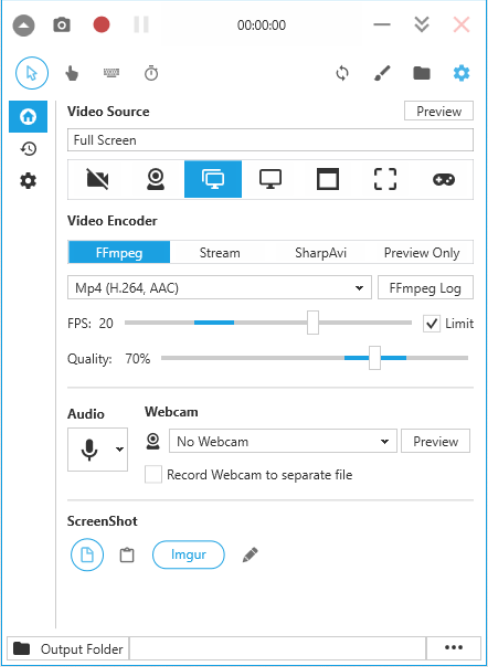 00:00:00
Video Source
Preview
Full Screen
Video Encoder
FFmpeg Stream SharpAvi Preview Only
Mp4 (H.264, AAC) FFmpeg Log
FPS: 20 Limit
Quality: 70%
Audio Webcam
No Webcam Preview
Record Webcam to separate file
ScreenShot
Imgur
Output Folder